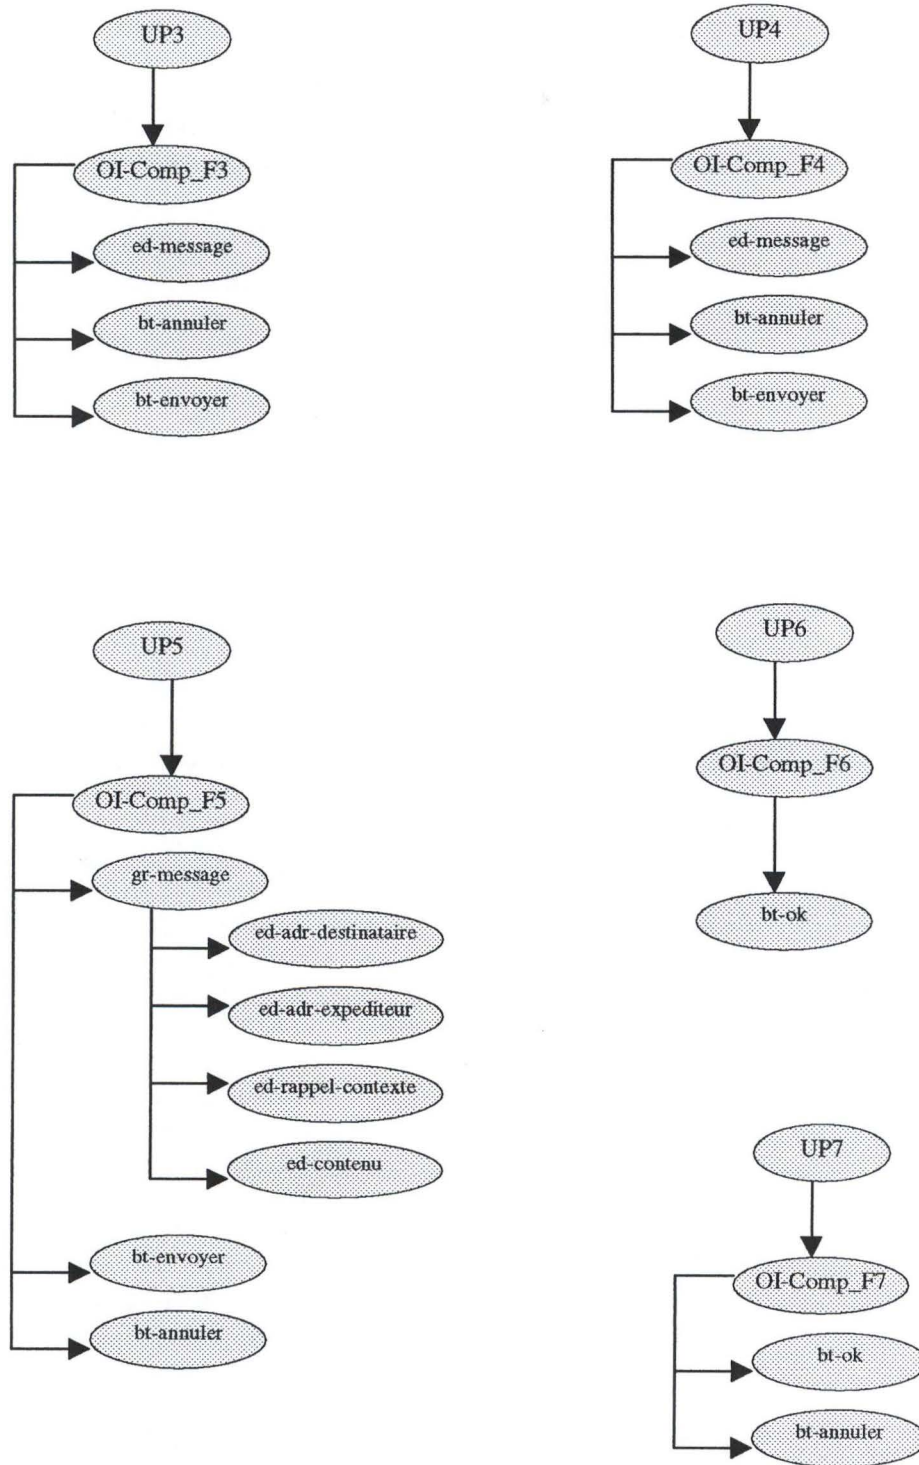 UP3
OI-Comp_F3
ed-message
bt-annuler
bt-envoyer
UP4
OI-Comp_F4
ed-message
bt-annuler
bt-envoyer
UP5
OI-Comp_F5
gr-message
ed-adr-destinataire
ed-adr-expediteur
ed-rappel-contexte
ed-contenu
bt-envoyer
bt-annuler
UP6
OI-Comp_F6
bt-ok
UP7
OI-Comp_F7
bt-ok
bt-annuler